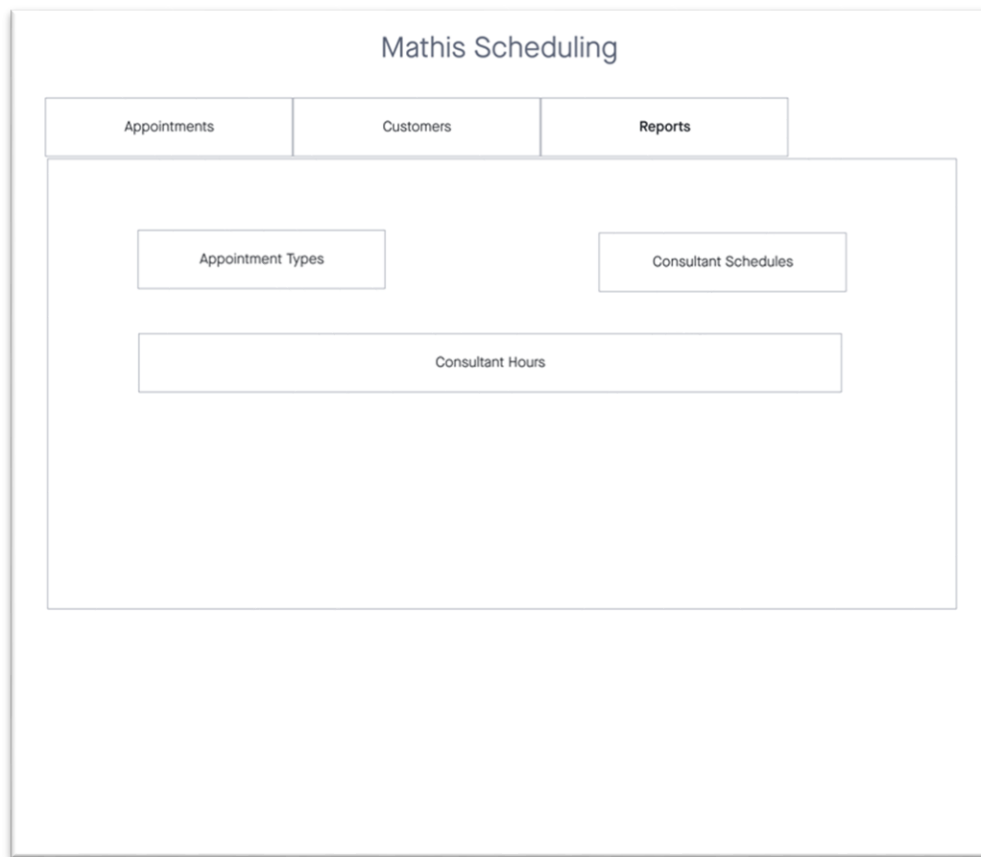 Mathis Scheduling
Appointments
Customers
Reports
Appointment Types
Consultant Schedules
Consultant Hours